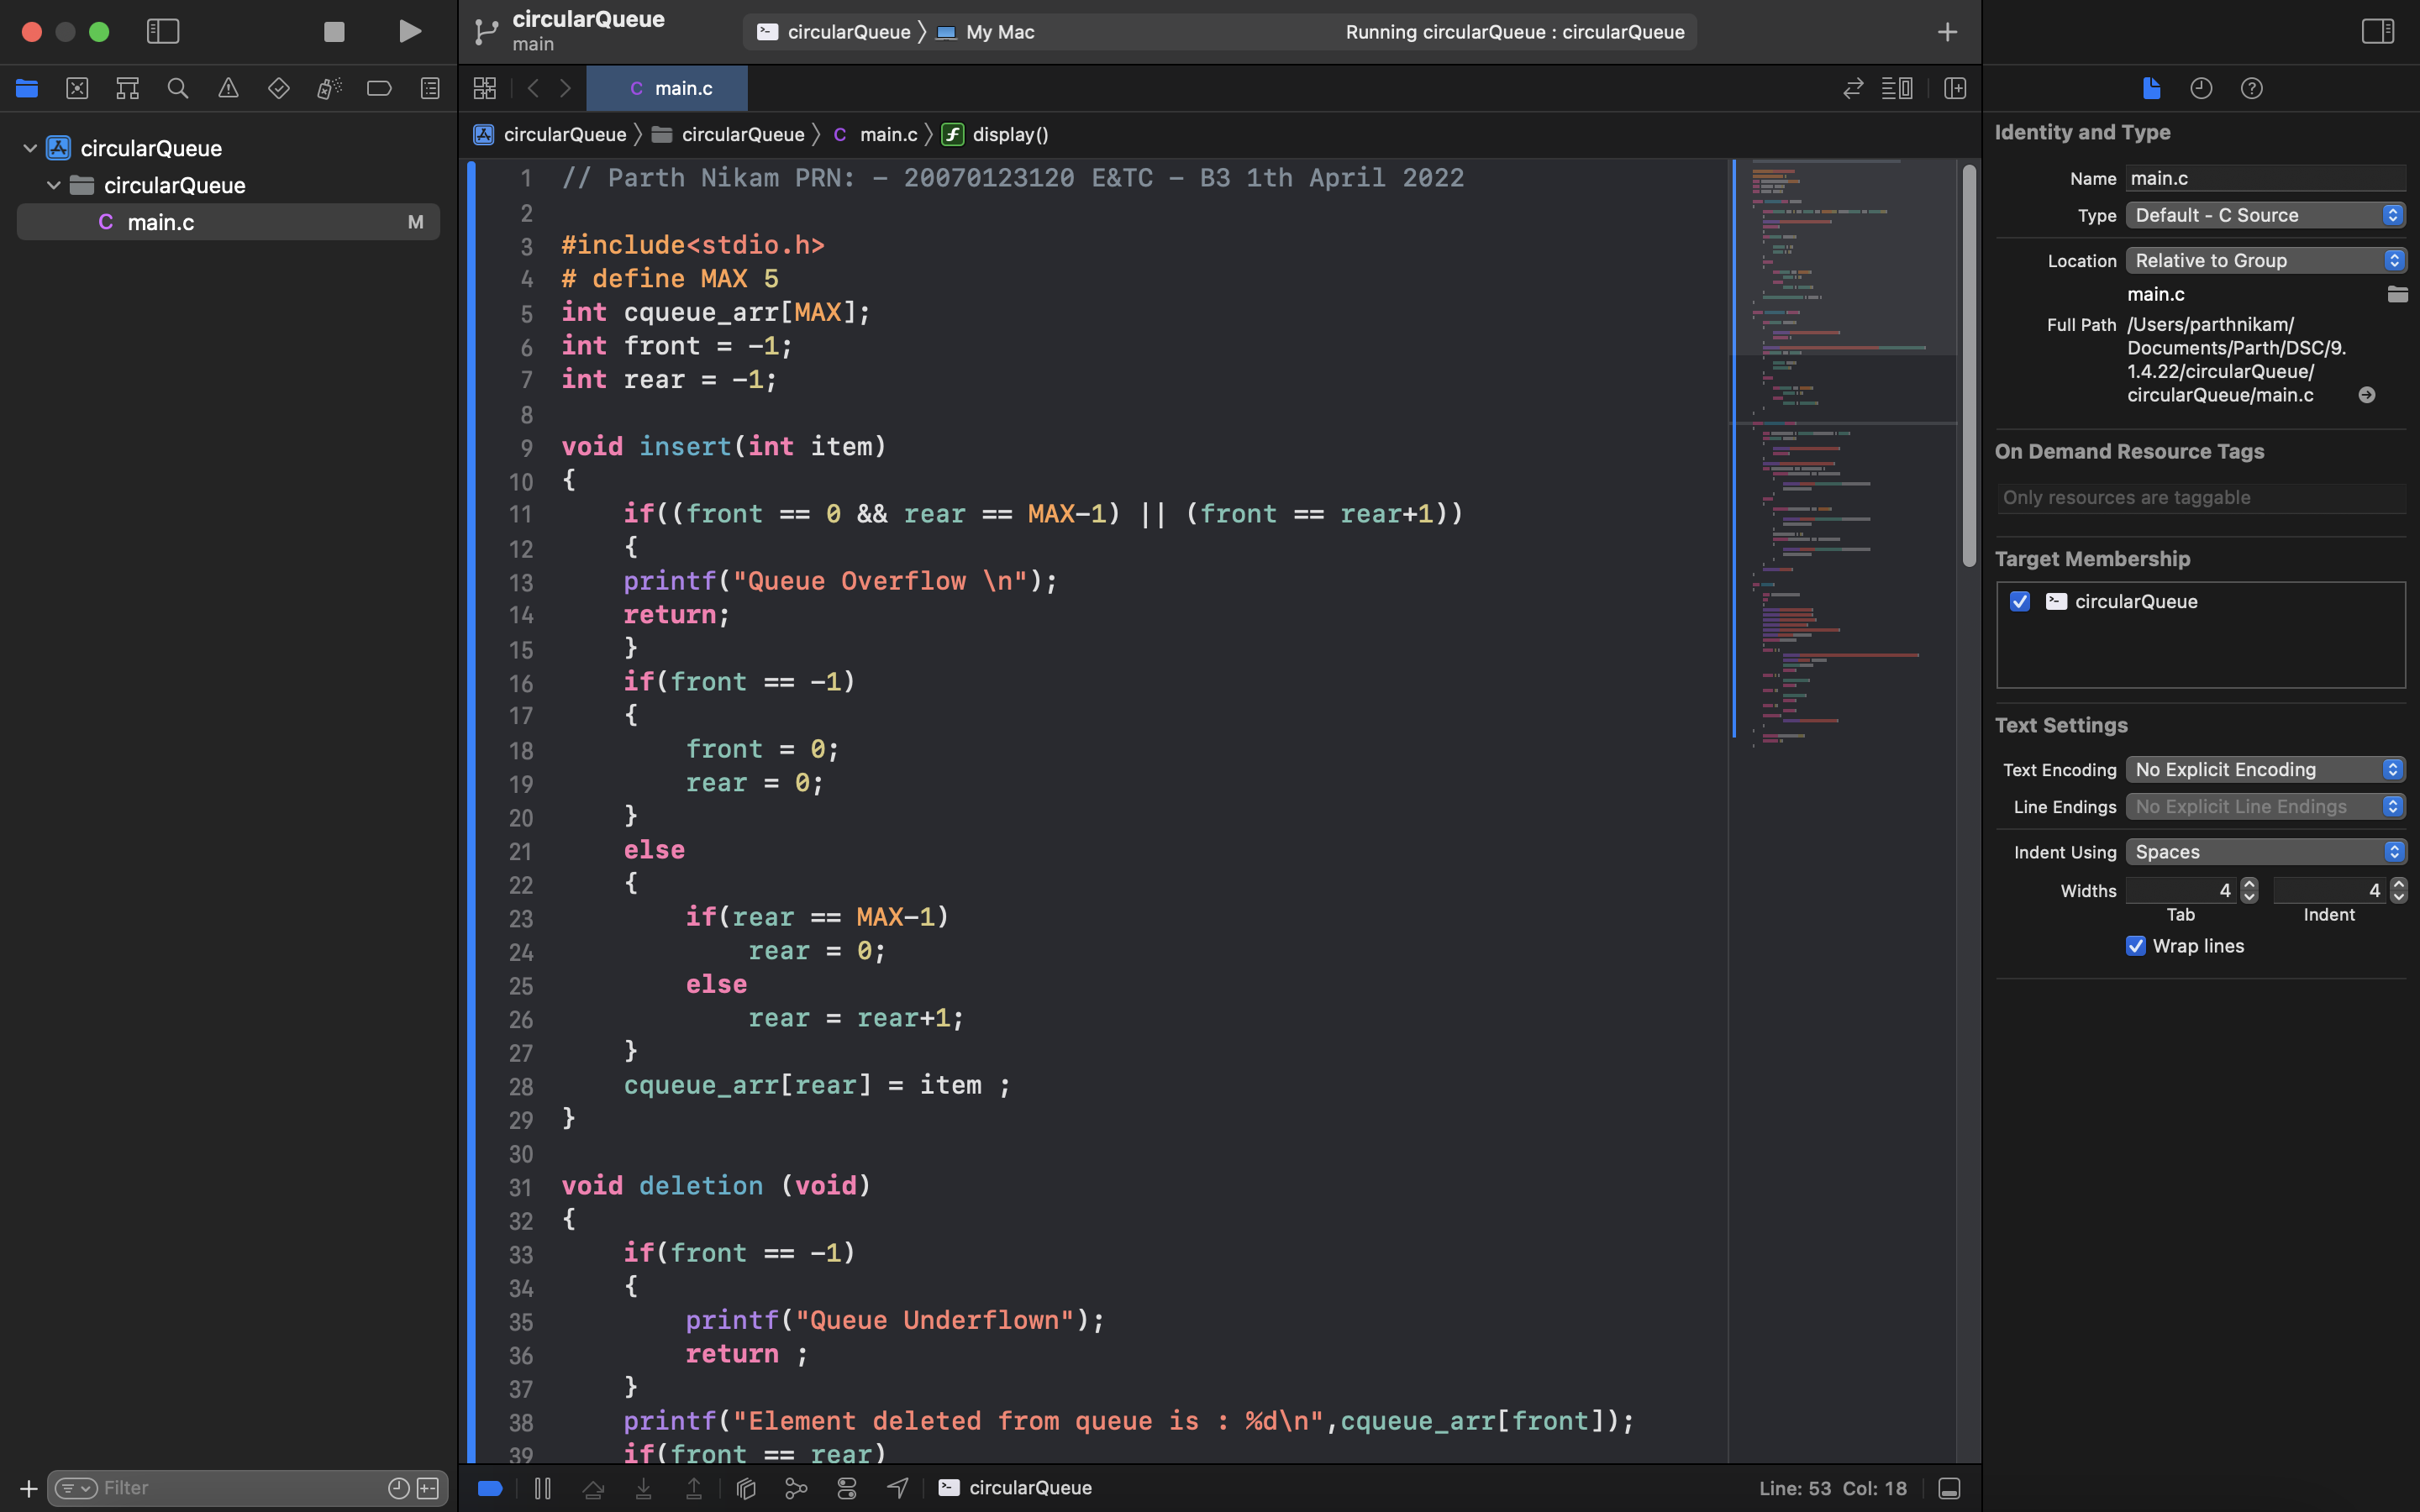 circularQueue
main
circularQueue 〉 My Mac
Running circularQueue : circularQueue
C main.c
circularQueue 〉 circularQueue 〉 C main.c 〉 f display()
circularQueue
circularQueue
C main.c M
1 // Parth Nikam PRN: - 20070123120 E&TC - B3 1th April 2022
2
3 #include<stdio.h>
4 # define MAX 5
5 int cqueue_arr[MAX];
6 int front = -1;
7 int rear = -1;
8
9 void insert(int item)
10 {
11 if((front == 0 && rear == MAX-1) || (front == rear+1))
12 {
13 printf("Queue Overflow \n");
14 return;
15 }
16 if(front == -1)
17 {
18 front = 0;
19 rear = 0;
20 }
21 else
22 {
23 if(rear == MAX-1)
24 rear = 0;
25 else
26 rear = rear+1;
27 }
28 cqueue_arr[rear] = item ;
29 }
30
31 void deletion (void)
32 {
33 if(front == -1)
34 {
35 printf("Queue Underflown");
36 return ;
37 }
38 printf("Element deleted from queue is : %d\n",cqueue_arr[front]);
39 if(front == rear)
Filter
circularQueue
Line: 53 Col: 18
Identity and Type
Name main.c
Type Default - C Source
Location Relative to Group
main.c
Full Path /Users/parthnikam/
Documents/Parth/DSC/9.
1.4.22/circularQueue/
circularQueue/main.c
On Demand Resource Tags
Only resources are taggable
Target Membership
circularQueue
Text Settings
Text Encoding No Explicit Encoding
Line Endings No Explicit Line Endings
Indent Using Spaces
Widths 4 4
Tab Indent
Wrap lines